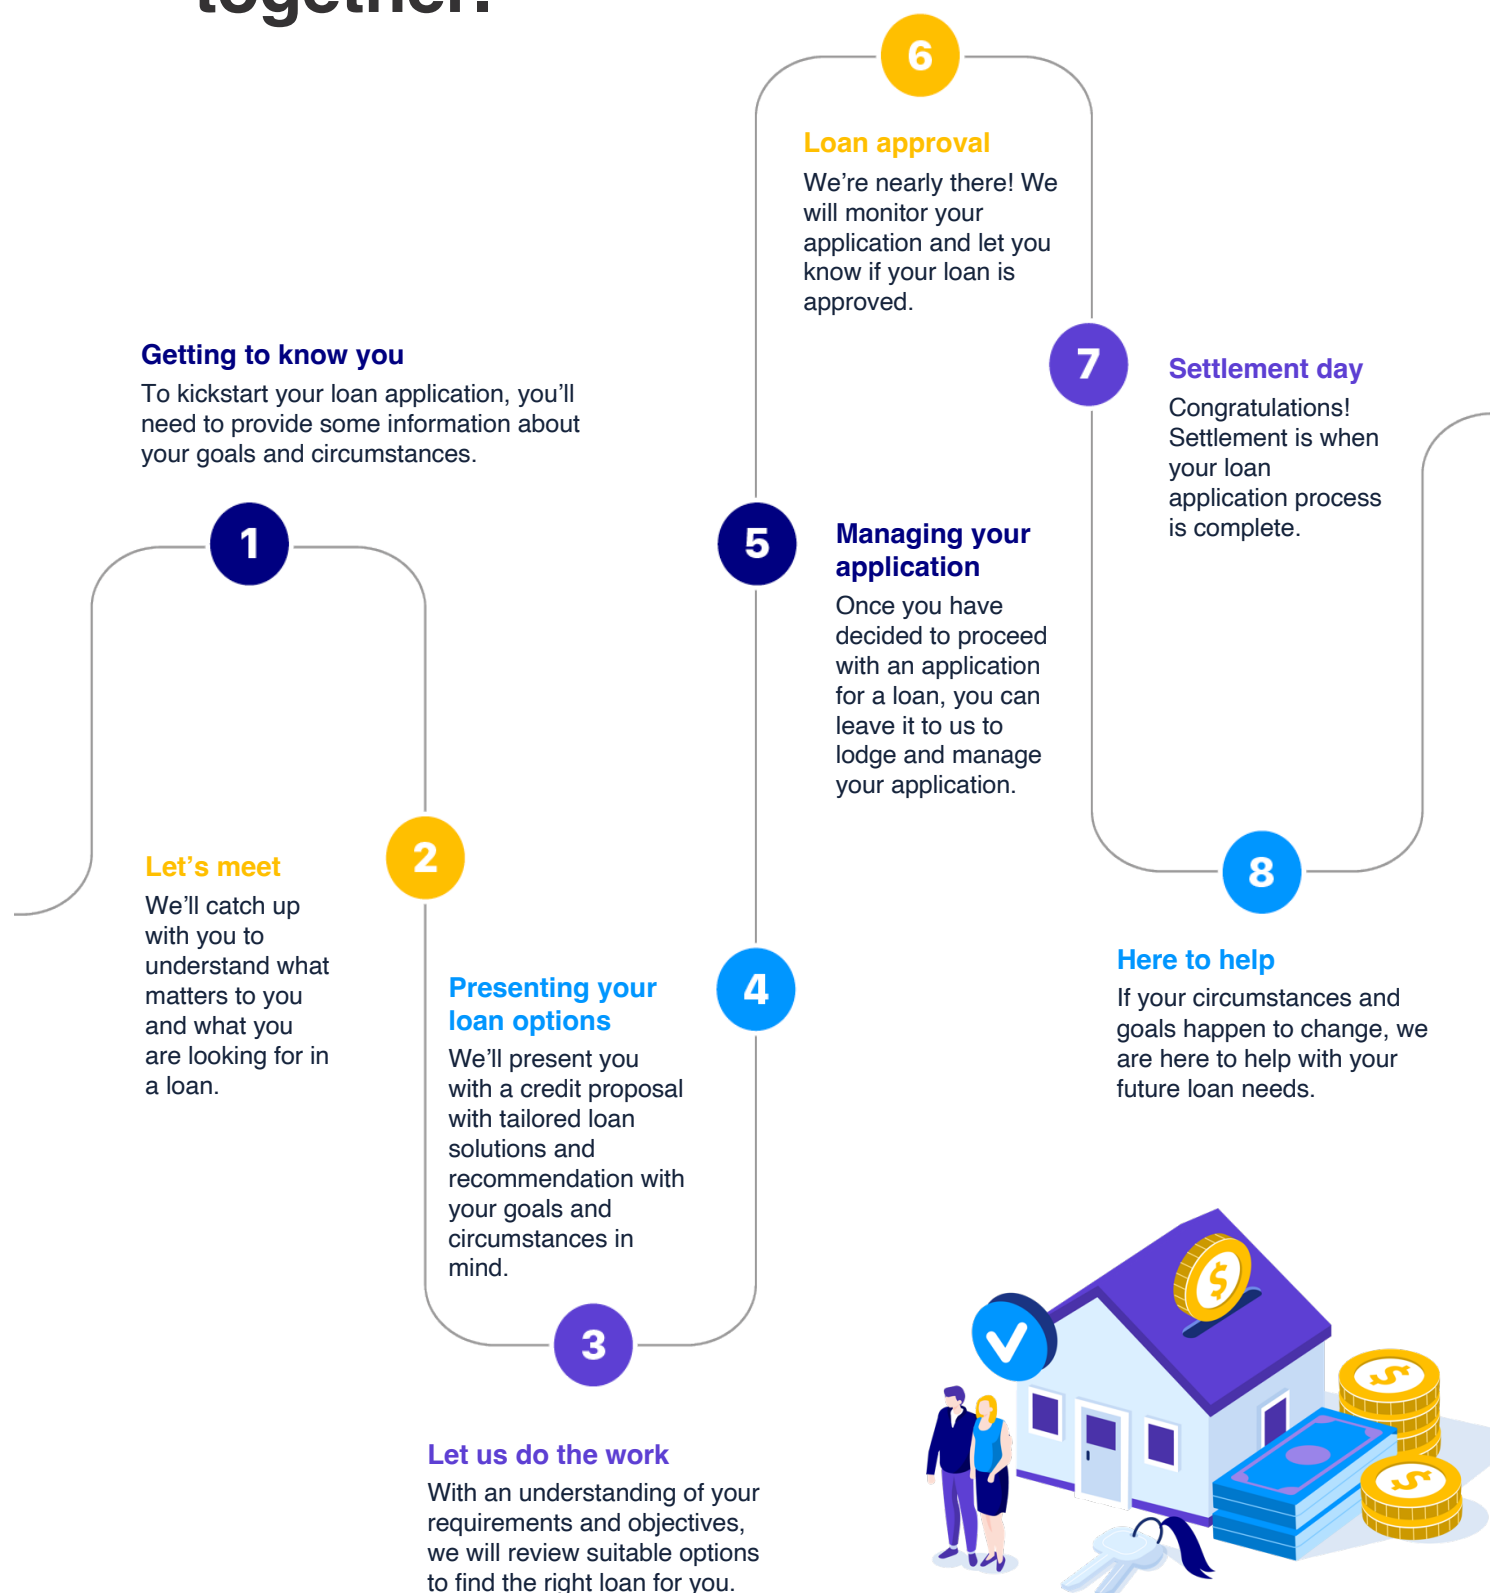 together.
1
Getting to know you
To kickstart your loan application, you’ll
need to provide some information about
your goals and circumstances.
2
Let’s meet
We’ll catch up
with you to
understand what
matters to you
and what you
are looking for in
a loan.
3
Let us do the work
With an understanding of your
requirements and objectives,
we will review suitable options
to find the right loan for you.
4
Presenting your
loan options
We’ll present you
with a credit proposal
with tailored loan
solutions and
recommendation with
your goals and
circumstances in
mind.
5
Managing your
application
Once you have
decided to proceed
with an application
for a loan, you can
leave it to us to
lodge and manage
your application.
6
Loan approval
We’re nearly there! We
will monitor your
application and let you
know if your loan is
approved.
7
Settlement day
Congratulations!
Settlement is when
your loan
application process
is complete.
8
Here to help
If your circumstances and
goals happen to change, we
are here to help with your
future loan needs.
$
$
$